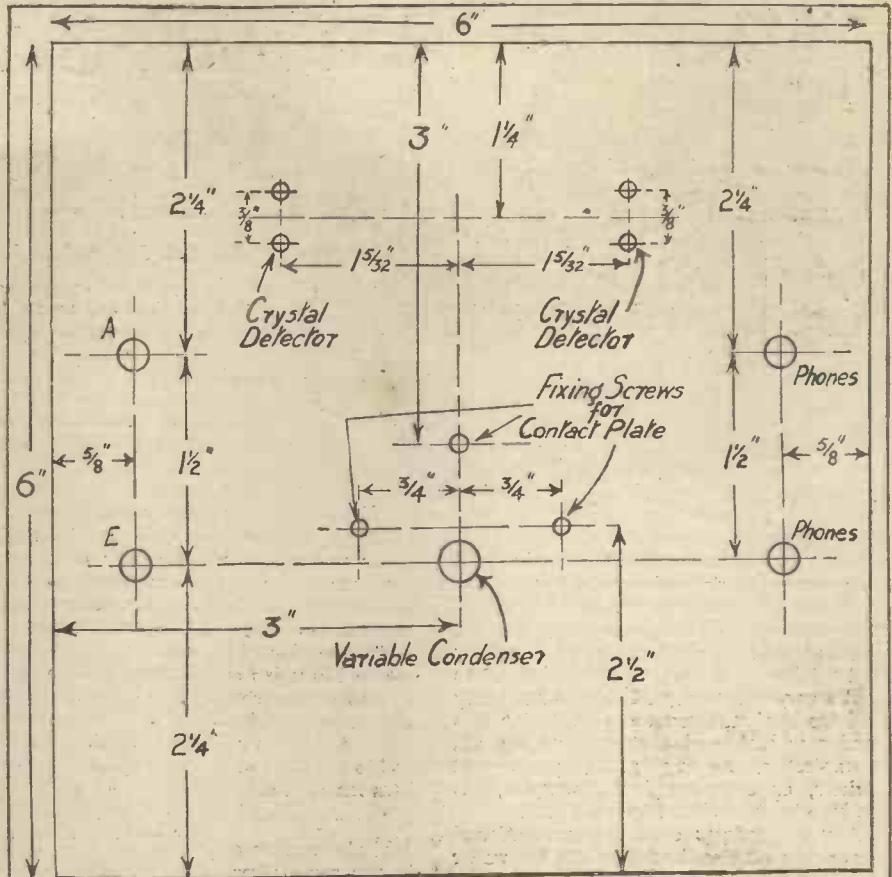 6"
3"
1¼"
2¼"
2¼"
3/8"
3/8"
1 5/32"
1 5/32"
Crystal
Detector
Crystal
Detector
A
Phones
Fixing Screws
for
Contact Plate
5/8"
1½"
6"
¾"
¾"
1½"
5/8"
E
Phones
3"
Variable Condenser
2½"
2¼"